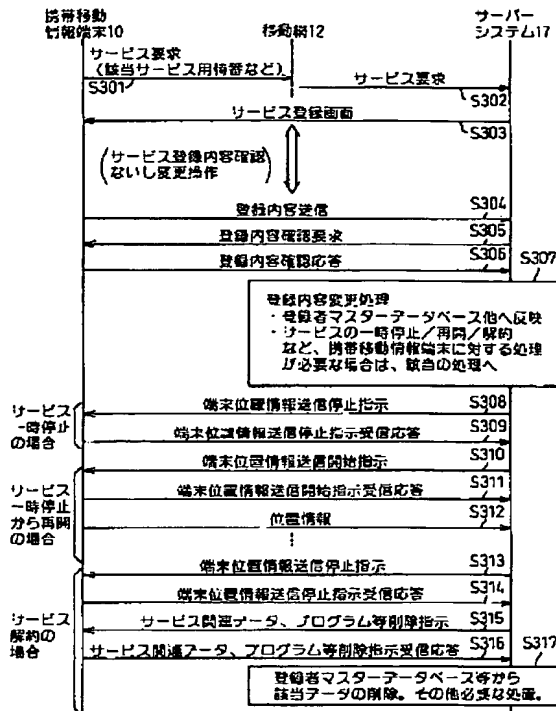 携帯移動
情報端末10
移動網12
サーバー
システム17
サービス要求
(該当サービス用特番など)
S301
サービス要求
S302
サービス登録画面
S303
(サービス登録内容確認
ないし変更操作)
登録内容送信
S304
登録内容確認要求
S305
登録内容確認応答
S306
S307
登録内容変更処理
・登録者マスターデータベース他へ反映
・サービスの一時停止/再開/解約
など、携帯移動情報端末に対する処理
が必要な場合は、該当の処理へ
サービス
一時停止
の場合
端末位置情報送信停止指示
S308
端末位置情報送信停止指示受信応答
S309
サービス
一時停止
から再開
の場合
端末位置情報送信開始指示
S310
端末位置情報送信開始指示受信応答
S311
位置情報
S312
サービス
解約の
場合
端末位置情報送信停止指示
S313
端末位置情報送信停止指示受信応答
S314
サービス関連データ、プログラム等削除指示
S315
サービス関連データ、プログラム等削除指示受信応答
S316
S317
登録者マスターデータベース等から
該当データの削除。その他必要な処理。